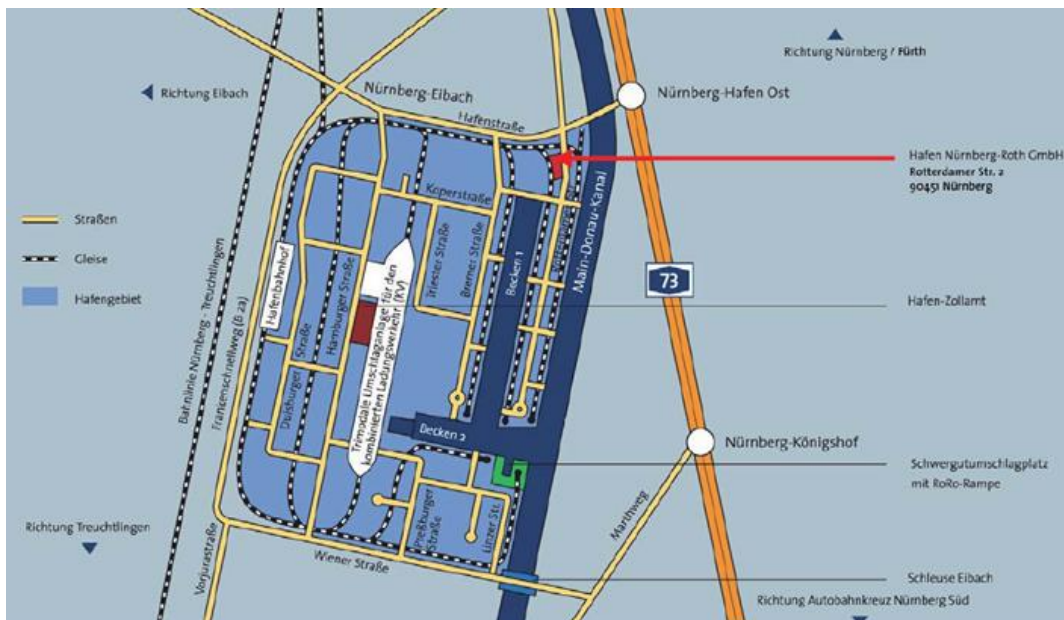 Richtung Nürnberg / Fürth
Richtung Eibach
Nürnberg-Eibach
Nürnberg-Hafen Ost
Hafenstraße
Hafen Nürnberg-Roth GmbH
Rotterdamer Str. 2
90451 Nürnberg
Koperstraße
Main-Donau-Kanal
Straßen
Gleise
Hafengebiet
Hafenbahnhof
Triester Straße
Bremer Straße
Becken 1
73
Hafen-Zollamt
Bahnlinie Nürnberg - Treuchtlingen
Frankenschnellweg (B 2a)
Duisburger
Straße
Hamburger Straße
Trimodale Umschlaganlage für den
kombinierten Ladungsverkehr (KV)
Becken 2
Nürnberg-Königshof
Schwergutumschlagplatz
mit RoRo-Rampe
Marthweg
Richtung Treuchtlingen
Vorjurastraße
Wiener Straße
Preßburger
Straße
Linzer Str.
Schleuse Eibach
Richtung Autobahnkreuz Nürnberg Süd